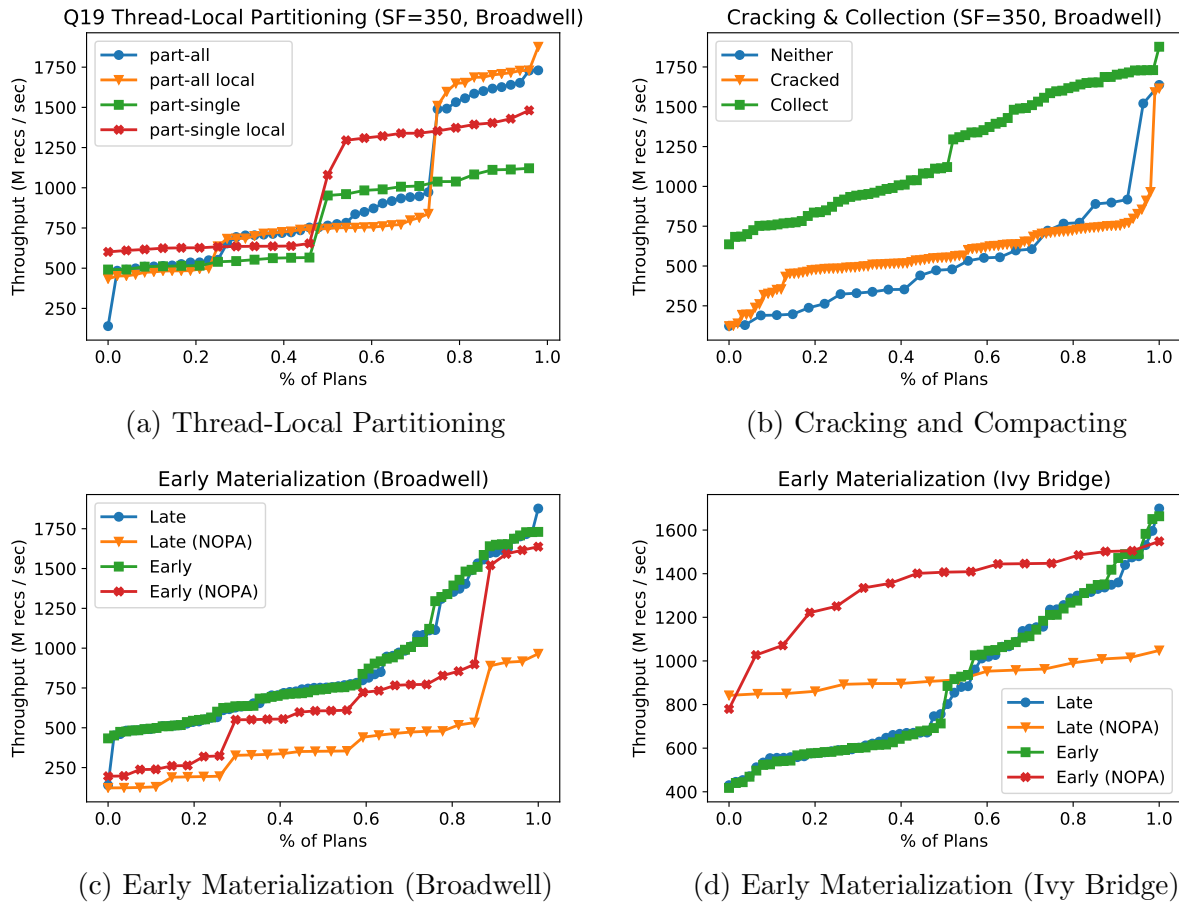 Q19 Thread-Local Partitioning (SF=350, Broadwell)
Throughput (M recs / sec)
1750
1500
1250
1000
750
500
250
part-all
part-all local
part-single
part-single local
0.0 0.2 0.4 0.6 0.8 1.0
% of Plans
(a) Thread-Local Partitioning
Cracking & Collection (SF=350, Broadwell)
Throughput (M recs / sec)
1750
1500
1250
1000
750
500
250
Neither
Cracked
Collect
0.0 0.2 0.4 0.6 0.8 1.0
% of Plans
(b) Cracking and Compacting
Early Materialization (Broadwell)
Throughput (M recs / sec)
1750
1500
1250
1000
750
500
250
Late
Late (NOPA)
Early
Early (NOPA)
0.0 0.2 0.4 0.6 0.8 1.0
% of Plans
(c) Early Materialization (Broadwell)
Early Materialization (Ivy Bridge)
Throughput (M recs / sec)
1600
1400
1200
1000
800
600
400
Late
Late (NOPA)
Early
Early (NOPA)
0.0 0.2 0.4 0.6 0.8 1.0
% of Plans
(d) Early Materialization (Ivy Bridge)